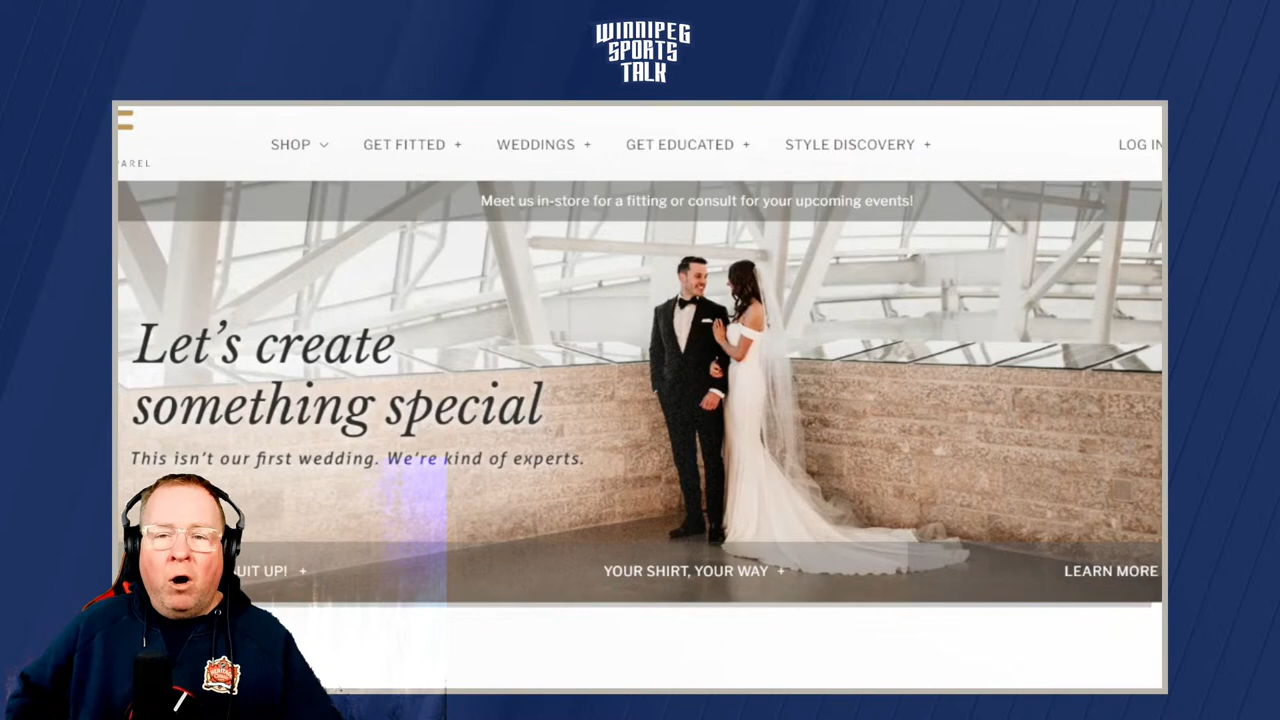 WINNIPEG
SPORTS
TALK
SHOP
GET FITTED +
WEDDINGS +
GET EDUCATED +
STYLE DISCOVERY +
LOG IN
PAREL
Meet us in-store for a fitting or consult for your upcoming events!
Let's create
something special
This isn't our first wedding. We're kind of experts.
UIT UP! +
YOUR SHIRT, YOUR WAY +
LEARN MORE